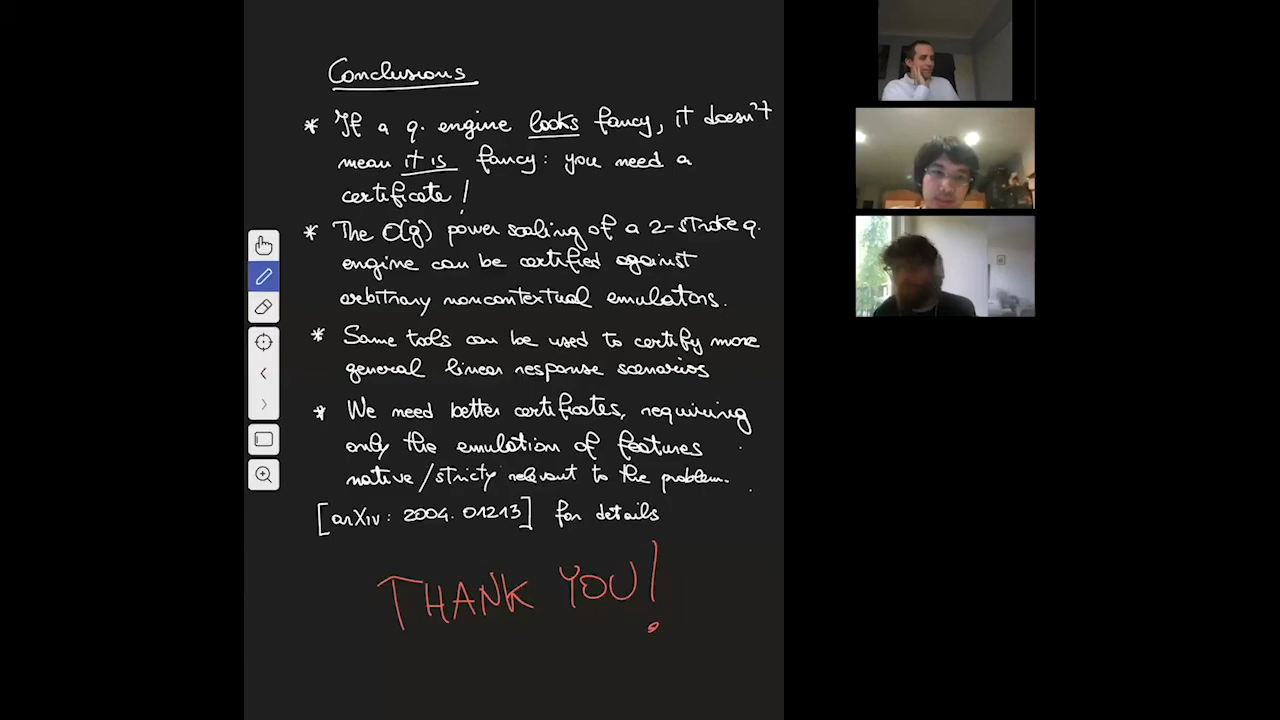 Conclusions
* If a q. engine looks fancy, it doesn't
mean it is fancy: you need a
certificate!
* The O(g) power scaling of a 2-stroke q.
engine can be certified against
arbitrary noncontextual emulators.
* Same tools can be used to certify more
general linear response scenarios
* We need better certificates, requiring
only the emulation of features
native/stricty relevant to the problem.
[arXiv: 2004.01213] for details
THANK YOU!